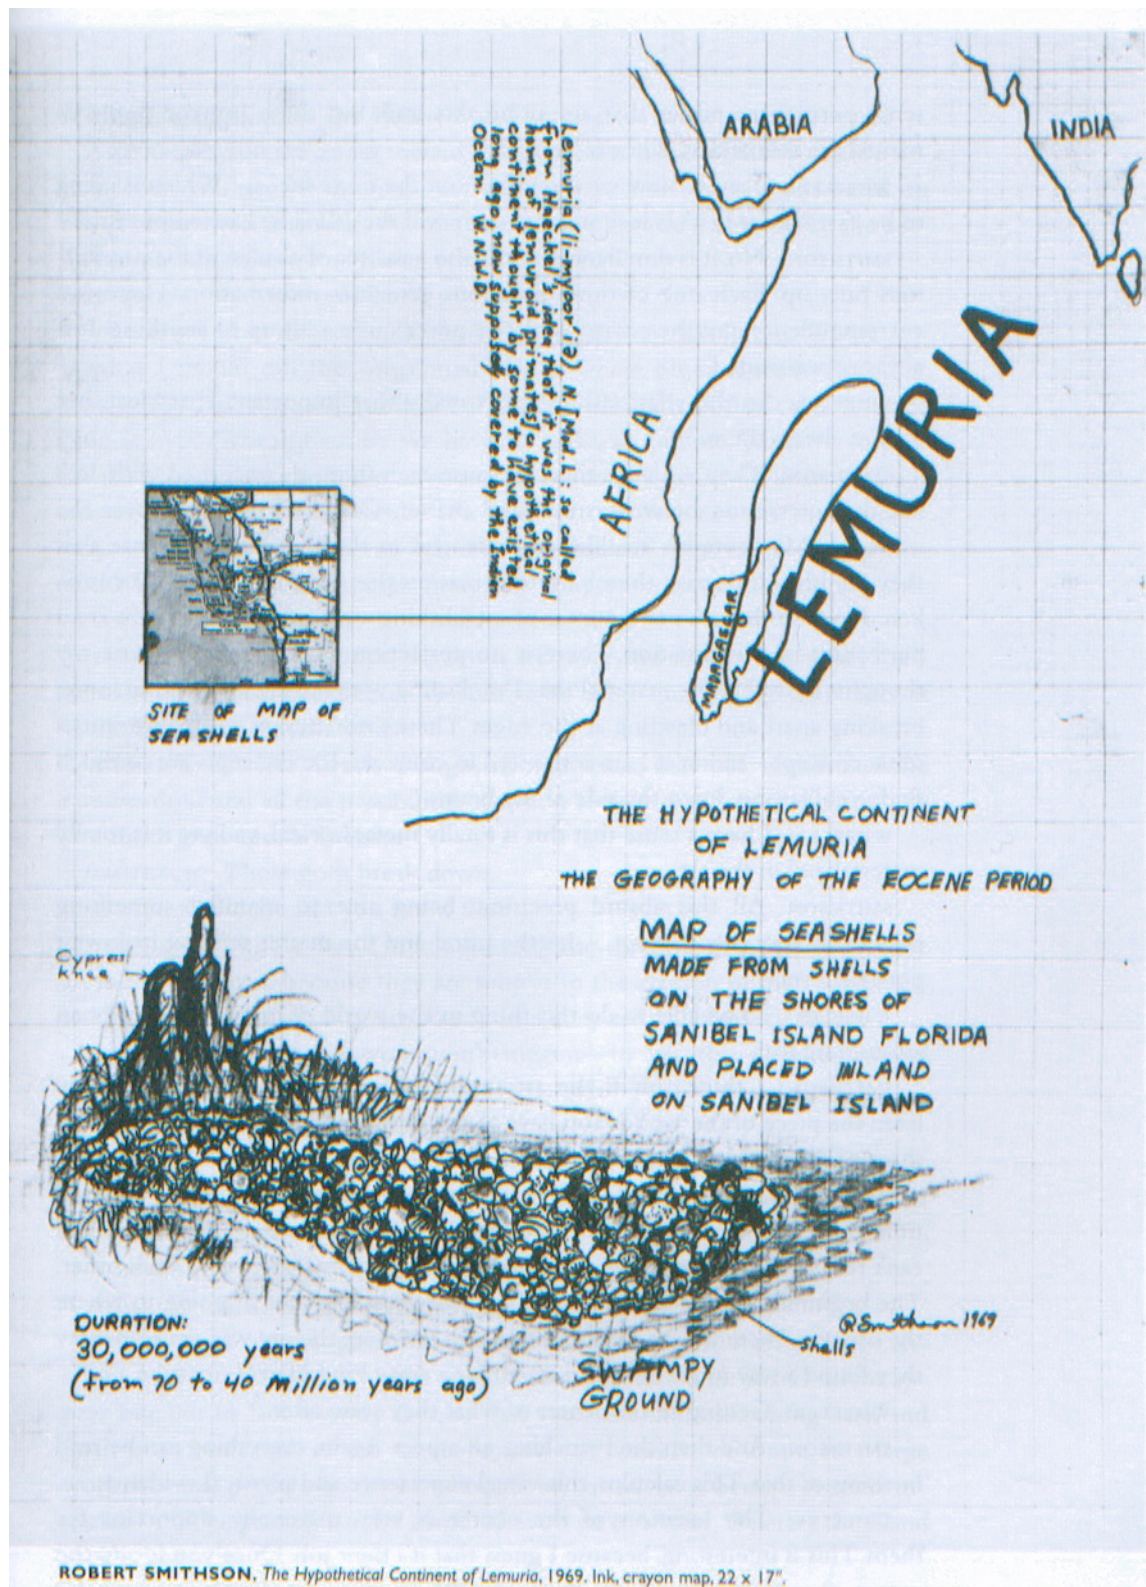 ARABIA
INDIA
Lemuria (li-myoor'ie), N [Mod. L.: so called
from Haeckel's idea that it was the original
home of lemuroid primates] a hypothetical
continent thought by some to have existed
long ago, now supposedly covered by the Indian
Ocean. W.N.W.D.
AFRICA
LEMURIA
MADAGASCAR
SITE OF MAP OF
SEASHELLS
THE HYPOTHETICAL CONTINENT
OF LEMURIA
THE GEOGRAPHY OF THE EOCENE PERIOD
MAP OF SEASHELLS
MADE FROM SHELLS
ON THE SHORES OF
SANIBEL ISLAND FLORIDA
AND PLACED INLAND
ON SANIBEL ISLAND
Cypress
knee
DURATION:
30,000,000 years
(from 70 to 40 Million years ago)
shells
RSmithson 1969
SWAMPY
GROUND
ROBERT SMITHSON, The Hypothetical Continent of Lemuria, 1969. Ink, crayon map, 22 x 17".